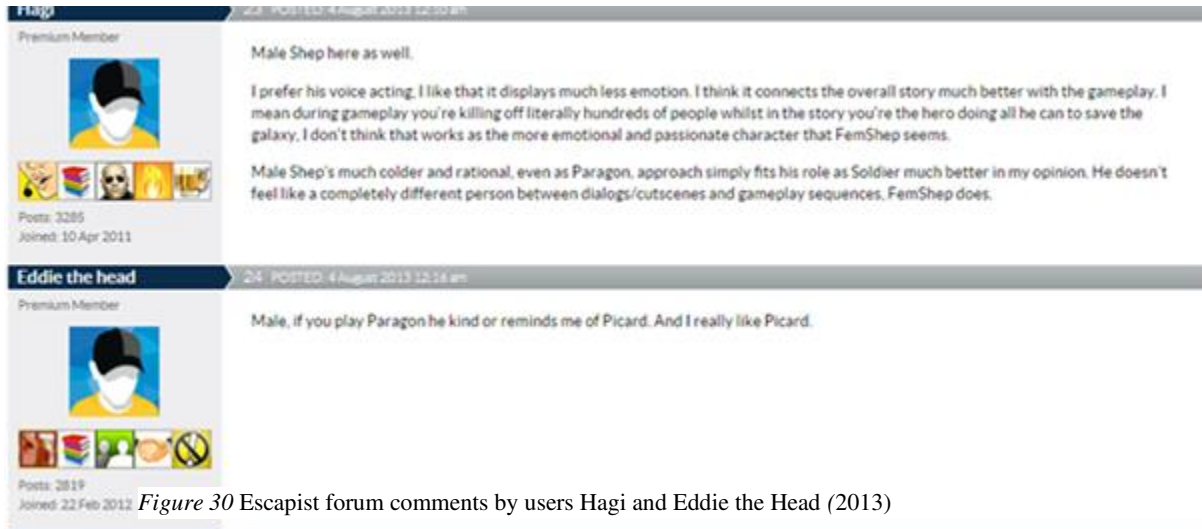 Hagi
23 POSTED: 4 August 2013 12:10 am
Premium Member
Male Shep here as well.
I prefer his voice acting, I like that it displays much less emotion. I think it connects the overall story much better with the gameplay. I
mean during gameplay you're killing off literally hundreds of people whilst in the story you're the hero doing all he can to save the
galaxy, I don't think that works as the more emotional and passionate character that FemShep seems.
Male Shep's much colder and rational, even as Paragon, approach simply fits his role as Soldier much better in my opinion. He doesn't
feel like a completely different person between dialogs/cutscenes and gameplay sequences, FemShep does.
Posts: 3285
Joined: 10 Apr 2011
Eddie the head
24 POSTED: 4 August 2013 12:16 am
Premium Member
Male, if you play Paragon he kind or reminds me of Picard. And I really like Picard.
Posts: 2819
Joined: 22 Feb 2012
Figure 30 Escapist forum comments by users Hagi and Eddie the Head (2013)